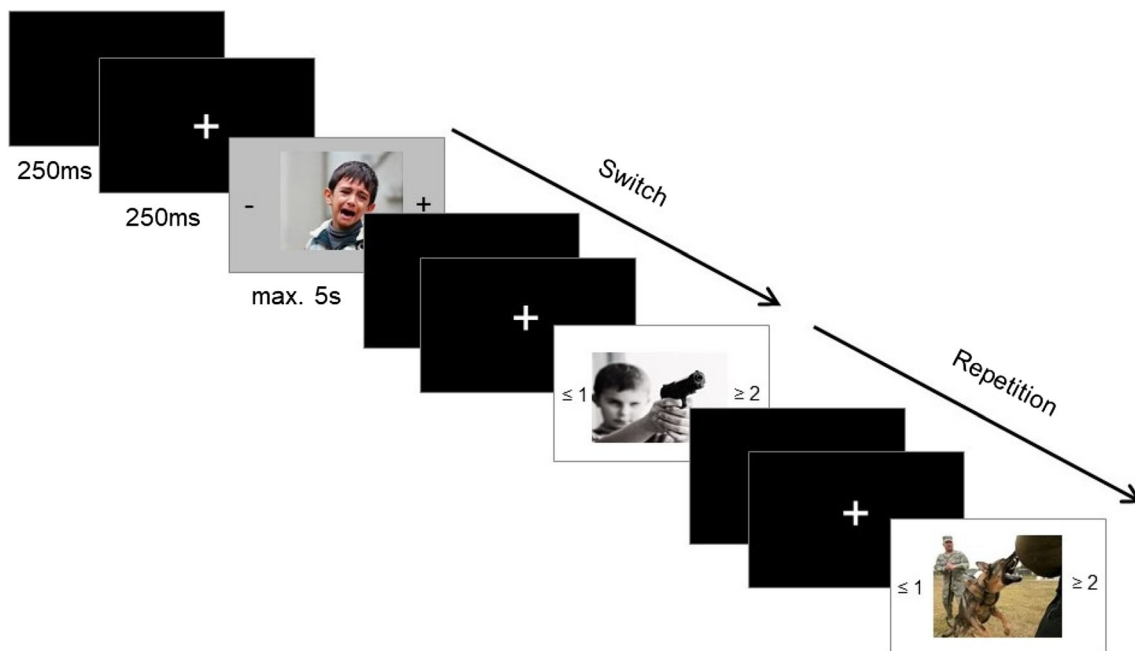 250ms
+
250ms
- +
max. 5s
Switch
+
≤ 1 ≥ 2
Repetition
+
≤ 1 ≥ 2